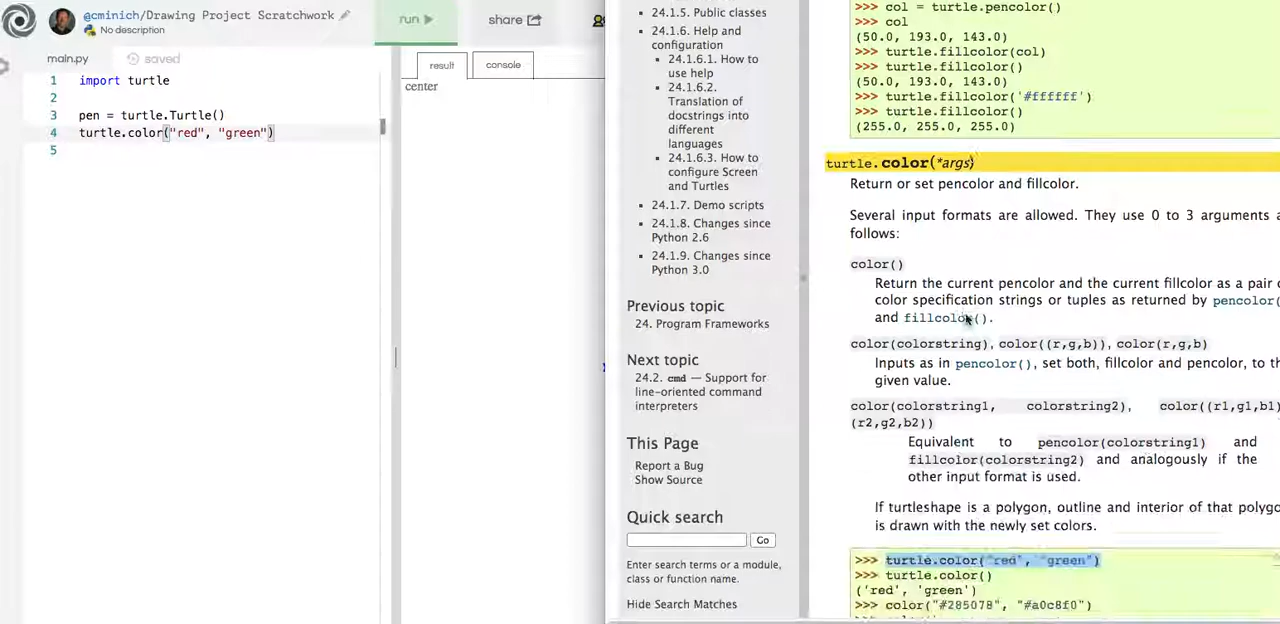 @cminich/Drawing Project Scratchwork
No description
run
share
main.py
saved
result
console
center
1 import turtle
2
3 pen = turtle.Turtle()
4 turtle.color("red", "green")
5
24.1.5. Public classes
24.1.6. Help and
configuration
24.1.6.1. How to
use help
24.1.6.2.
Translation of
docstrings into
different
languages
24.1.6.3. How to
configure Screen
and Turtles
24.1.7. Demo scripts
24.1.8. Changes since
Python 2.6
24.1.9. Changes since
Python 3.0
Previous topic
24. Program Frameworks
Next topic
24.2. cmd — Support for
line-oriented command
interpreters
This Page
Report a Bug
Show Source
Quick search
Go
Enter search terms or a module,
class or function name.
Hide Search Matches
>>> col = turtle.pencolor()
>>> col
(50.0, 193.0, 143.0)
>>> turtle.fillcolor(col)
>>> turtle.fillcolor()
(50.0, 193.0, 143.0)
>>> turtle.fillcolor('#ffffff')
>>> turtle.fillcolor()
(255.0, 255.0, 255.0)
turtle.color(*args)
Return or set pencolor and fillcolor.
Several input formats are allowed. They use 0 to 3 arguments a
follows:
color()
Return the current pencolor and the current fillcolor as a pair o
color specification strings or tuples as returned by pencolor(
and fillcolor().
color(colorstring), color((r,g,b)), color(r,g,b)
Inputs as in pencolor(), set both, fillcolor and pencolor, to th
given value.
color(colorstring1, colorstring2), color((r1,g1,b1)
(r2,g2,b2))
Equivalent to pencolor(colorstring1) and
fillcolor(colorstring2) and analogously if the
other input format is used.
If turtleshape is a polygon, outline and interior of that polygo
is drawn with the newly set colors.
>>> turtle.color("red", "green")
>>> turtle.color()
('red', 'green')
>>> color("#285078", "#a0c8f0")